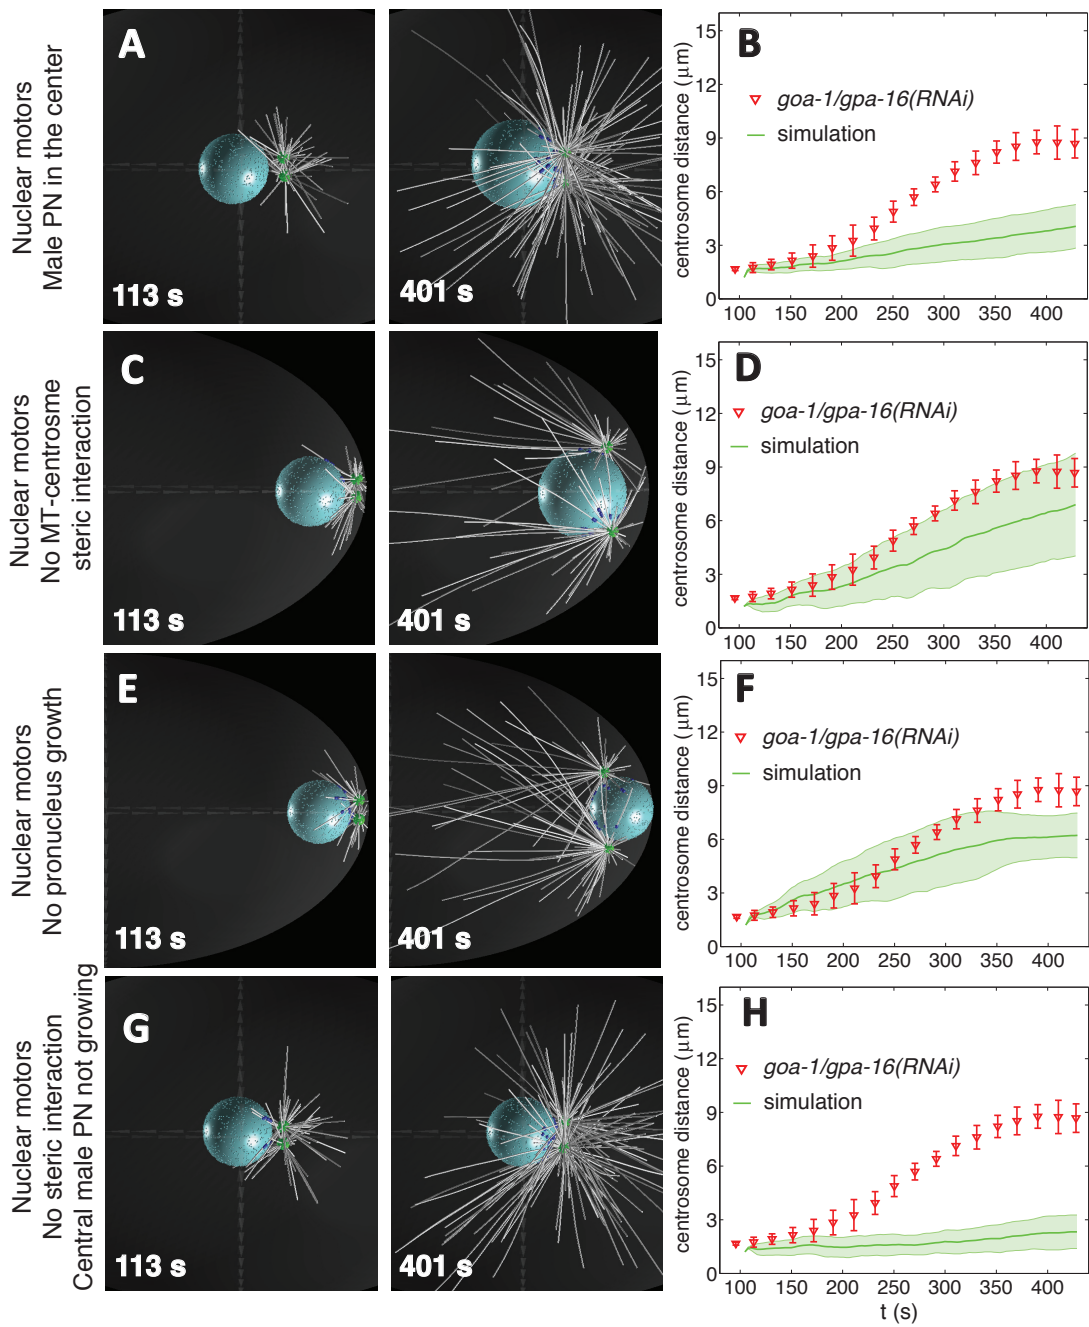 Nuclear motors
Male PN in the center
A
113 s
401 s
B
centrosome distance (μm)
15
12
9
6
3
0
goa-1/gpa-16(RNAi)
simulation
100 150 200 250 300 350 400
Nuclear motors
No MT-centrosme
steric interaction
C
113 s
401 s
D
centrosome distance (μm)
15
12
9
6
3
0
goa-1/gpa-16(RNAi)
simulation
100 150 200 250 300 350 400
Nuclear motors
No pronucleus growth
E
113 s
401 s
F
centrosome distance (μm)
15
12
9
6
3
0
goa-1/gpa-16(RNAi)
simulation
100 150 200 250 300 350 400
Nuclear motors
No steric interaction
Central male PN not growing
G
113 s
401 s
H
centrosome distance (μm)
15
12
9
6
3
0
goa-1/gpa-16(RNAi)
simulation
100 150 200 250 300 350 400
t (s)